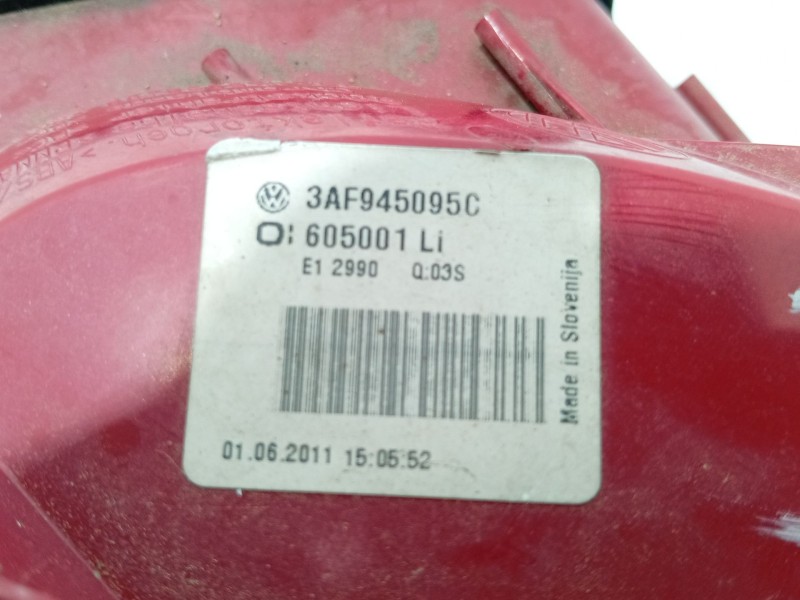 3AF945095C
605001 Li
E1 2990 Q:03S
Made in Slovenija
01.06.2011 15:05:52